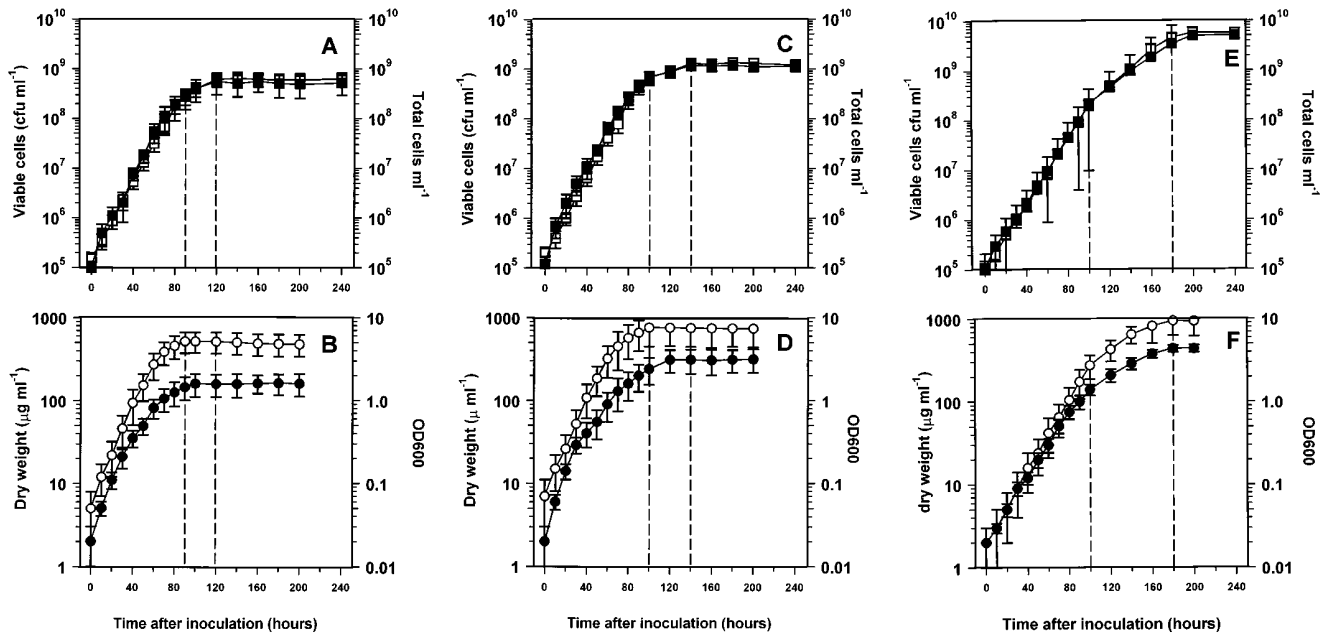 A
Viable cells (cfu ml-1)
10^10
10^9
10^8
10^7
10^6
10^5
10^10
10^9
10^8
10^7
10^6
10^5
Total cells ml-1
0 40 80 120 160 200 240
C
Viable cells (cfu ml-1)
10^10
10^9
10^8
10^7
10^6
10^5
10^10
10^9
10^8
10^7
10^6
10^5
Total cells ml-1
0 40 80 120 160 200 240
E
Viable cells (cfu ml-1)
10^10
10^9
10^8
10^7
10^6
10^5
10^10
10^9
10^8
10^7
10^6
10^5
Total cells ml-1
0 40 80 120 160 200 240
B
Dry weight (μg ml-1)
1000
100
10
1
10
1.0
0.1
0.01
OD600
0 40 80 120 160 200 240
Time after inoculation (hours)
D
Dry weight (μ ml-1)
1000
100
10
1
10
1.0
0.1
0.01
OD600
0 40 80 120 160 200 240
Time after inoculation (hours)
F
dry weight (μg ml-1)
1000
100
10
1
10
1.0
0.1
0.01
OD600
0 40 80 120 160 200 240
Time after inoculation (hours)